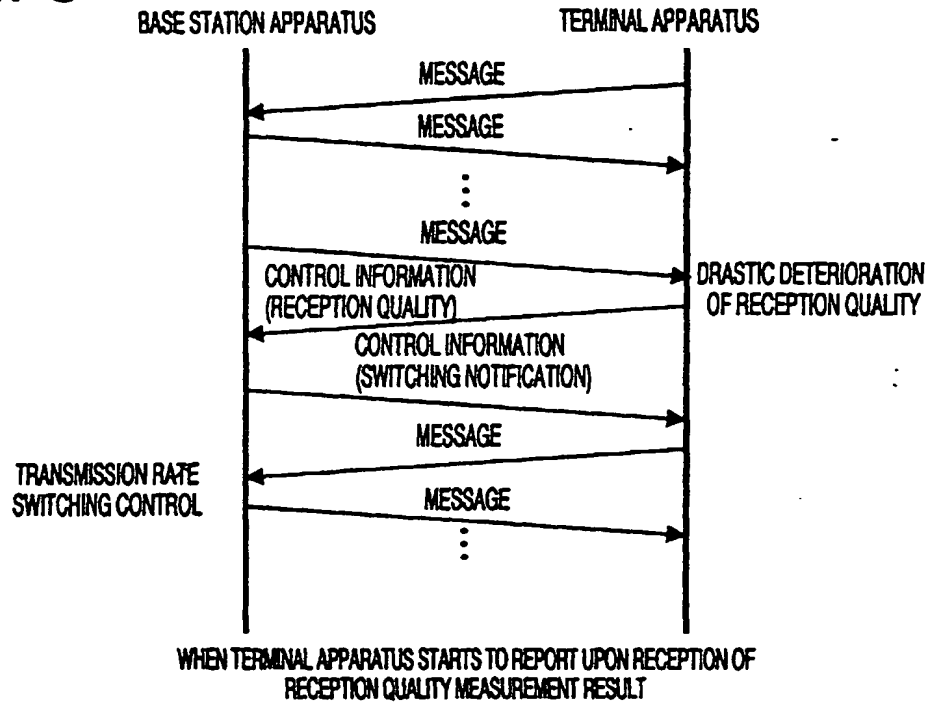 BASE STATION APPARATUS
TERMINAL APPARATUS
MESSAGE
MESSAGE
MESSAGE
CONTROL INFORMATION
(RECEPTION QUALITY)
DRASTIC DETERIORATION
OF RECEPTION QUALITY
CONTROL INFORMATION
(SWITCHING NOTIFICATION)
MESSAGE
TRANSMISSION RATE
SWITCHING CONTROL
MESSAGE
WHEN TERMINAL APPARATUS STARTS TO REPORT UPON RECEPTION OF
RECEPTION QUALITY MEASUREMENT RESULT